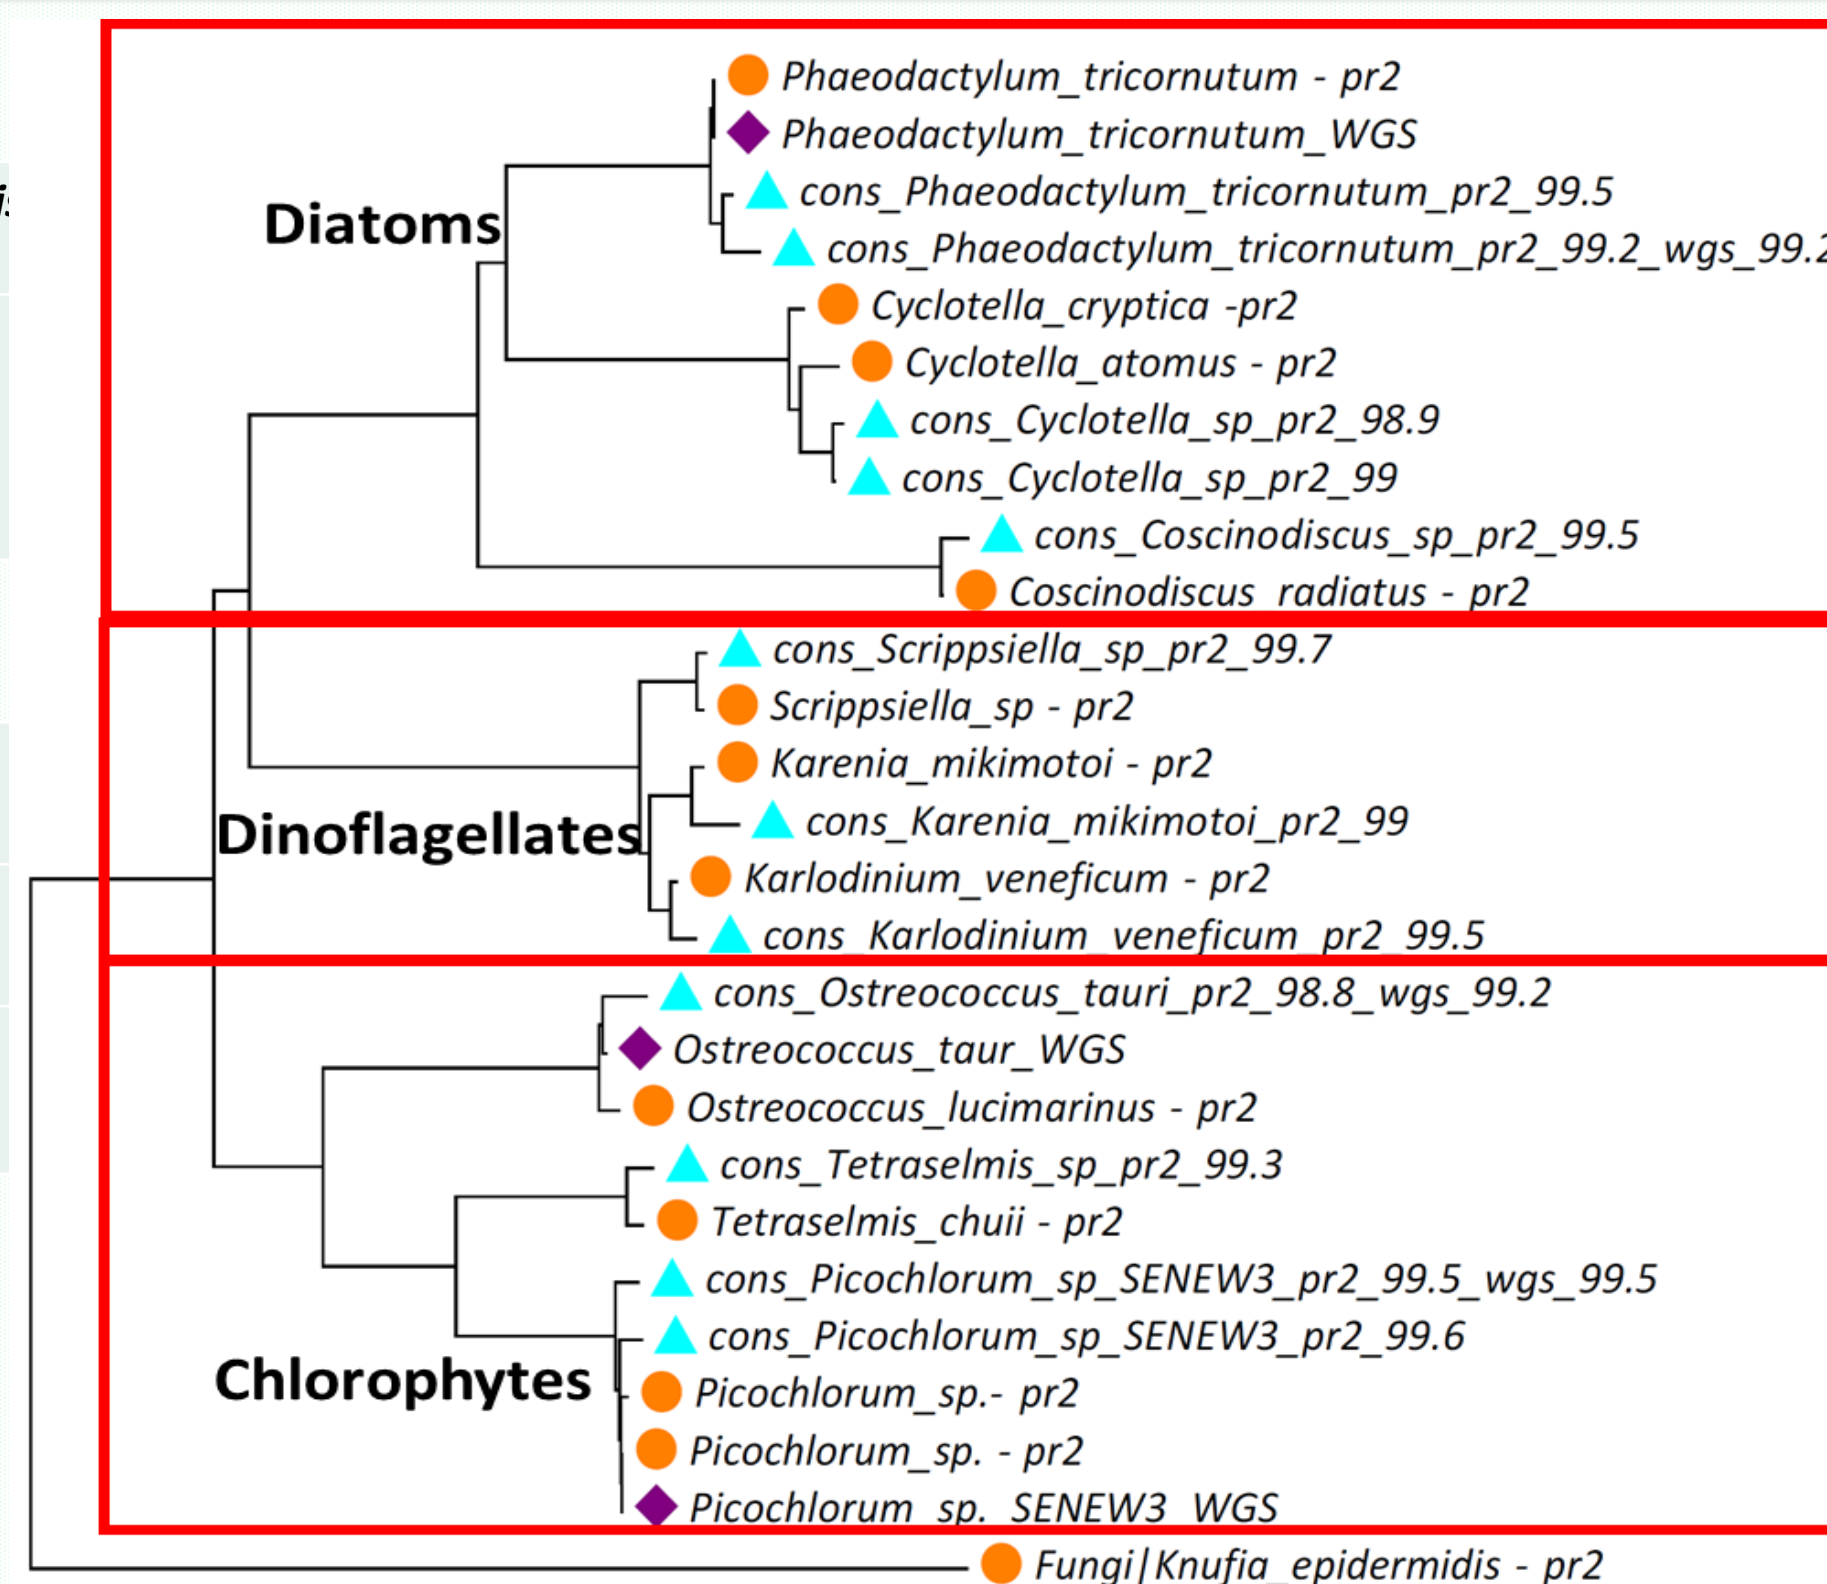 Phaeodactylum_tricornutum - pr2
Phaeodactylum_tricornutum_WGS
cons_Phaeodactylum_tricornutum_pr2_99.5
Diatoms
cons_Phaeodactylum_tricornutum_pr2_99.2_wgs_99.2
Cyclotella_cryptica -pr2
Cyclotella_atomus - pr2
cons_Cyclotella_sp_pr2_98.9
cons_Cyclotella_sp_pr2_99
cons_Coscinodiscus_sp_pr2_99.5
Coscinodiscus_radiatus - pr2
cons_Scrippsiella_sp_pr2_99.7
Scrippsiella_sp - pr2
Karenia_mikimotoi - pr2
cons_Karenia_mikimotoi_pr2_99
Dinoflagellates
Karlodinium_veneficum - pr2
cons_Karlodinium_veneficum_pr2_99.5
cons_Ostreococcus_tauri_pr2_98.8_wgs_99.2
Ostreococcus_taur_WGS
Ostreococcus_lucimarinus - pr2
cons_Tetraselmis_sp_pr2_99.3
Tetraselmis_chuii - pr2
cons_Picochlorum_sp_SENEW3_pr2_99.5_wgs_99.5
cons_Picochlorum_sp_SENEW3_pr2_99.6
Chlorophytes
Picochlorum_sp.- pr2
Picochlorum_sp. - pr2
Picochlorum_sp._SENEW3_WGS
Fungi|Knufia_epidermidis - pr2